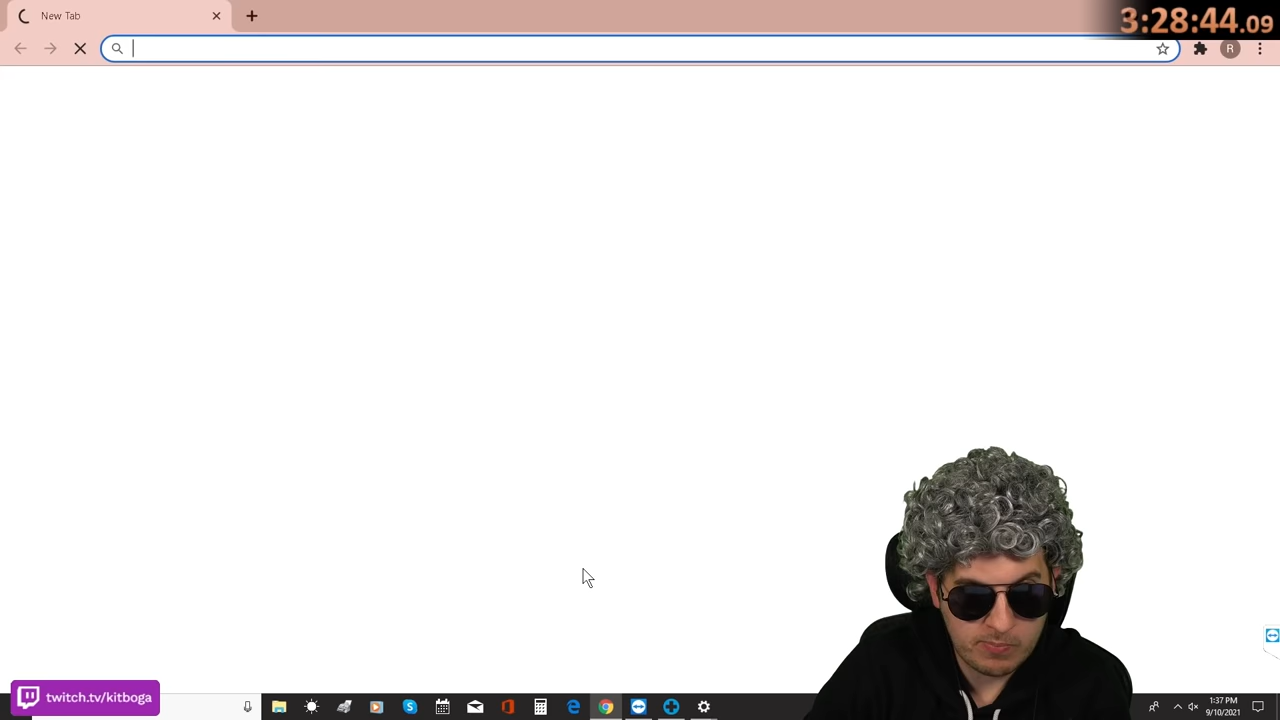 New Tab
3:28:44.09
R
twitch.tv/kitboga
1:37 PM
9/10/2021